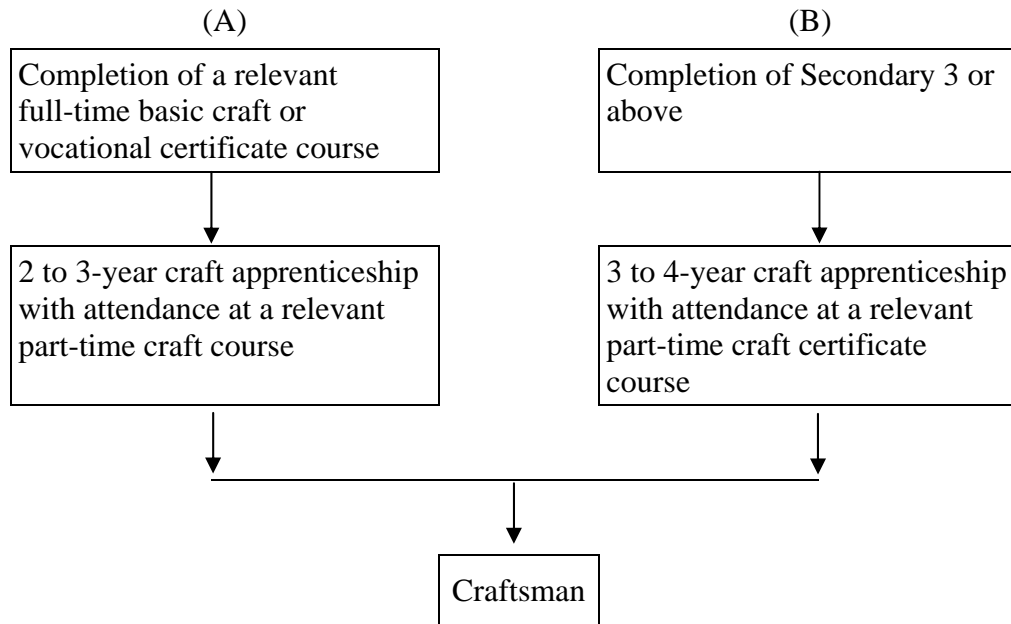 (A)
Completion of a relevant
full-time basic craft or
vocational certificate course
2 to 3-year craft apprenticeship
with attendance at a relevant
part-time craft course
(B)
Completion of Secondary 3 or
above
3 to 4-year craft apprenticeship
with attendance at a relevant
part-time craft certificate
course
Craftsman